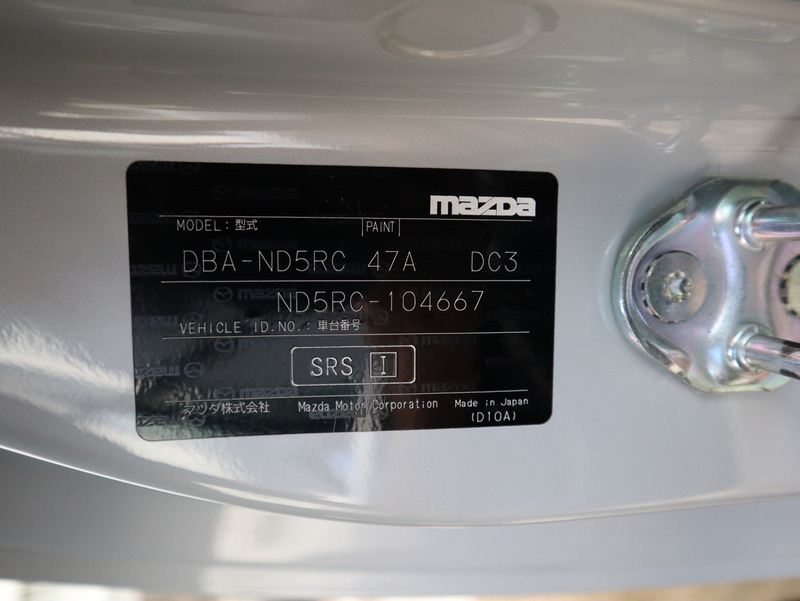 mazda
MODEL: 型式 PAINT
DBA-ND5RC 47A DC3
ND5RC-104667
VEHICLE ID.NO.: 車台番号
SRS I
マツダ株式会社 Mazda Motor Corporation Made in Japan
(D10A)